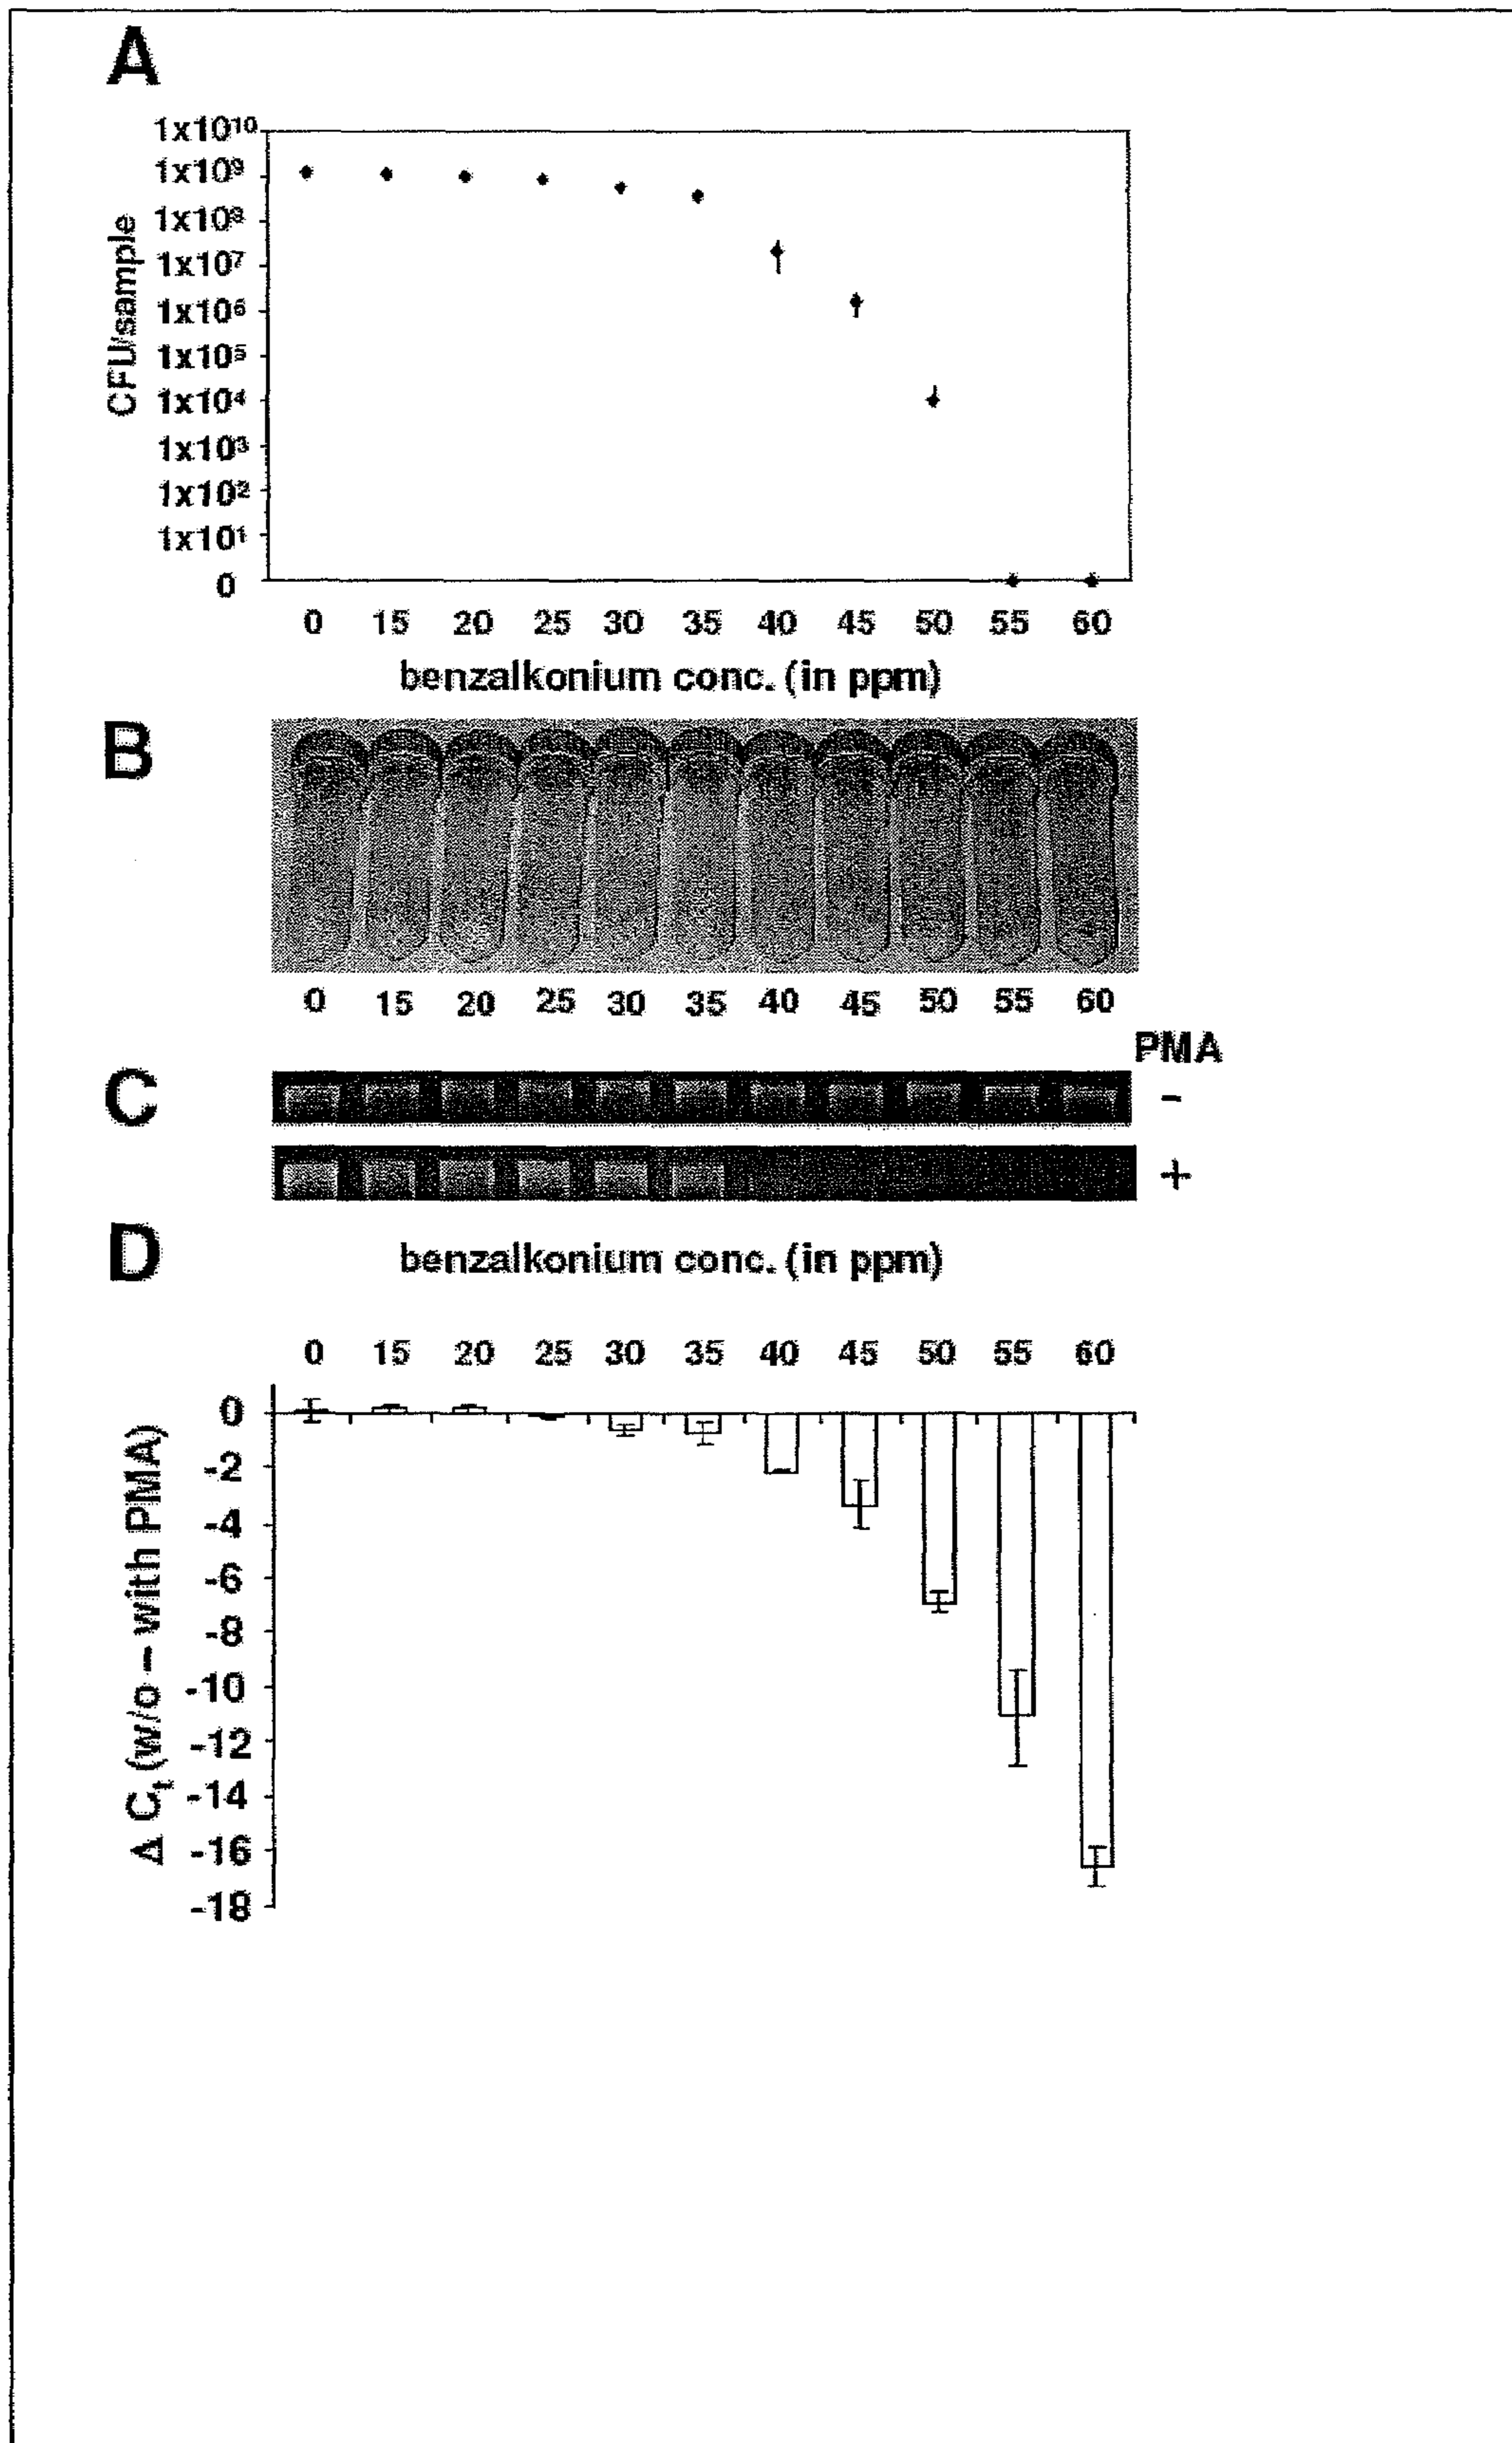 A
1x10¹⁰
1x10⁹
1x10⁸
1x10⁷
1x10⁶
1x10⁵
1x10⁴
1x10³
1x10²
1x10¹
0
CFU/sample
0 15 20 25 30 35 40 45 50 55 60
benzalkonium conc. (in ppm)
B
0 15 20 25 30 35 40 45 50 55 60
PMA
C
-
+
D
benzalkonium conc. (in ppm)
0 15 20 25 30 35 40 45 50 55 60
0
-2
-4
-6
-8
-10
-12
-14
-16
-18
Δ Cₜ (w/o – with PMA)